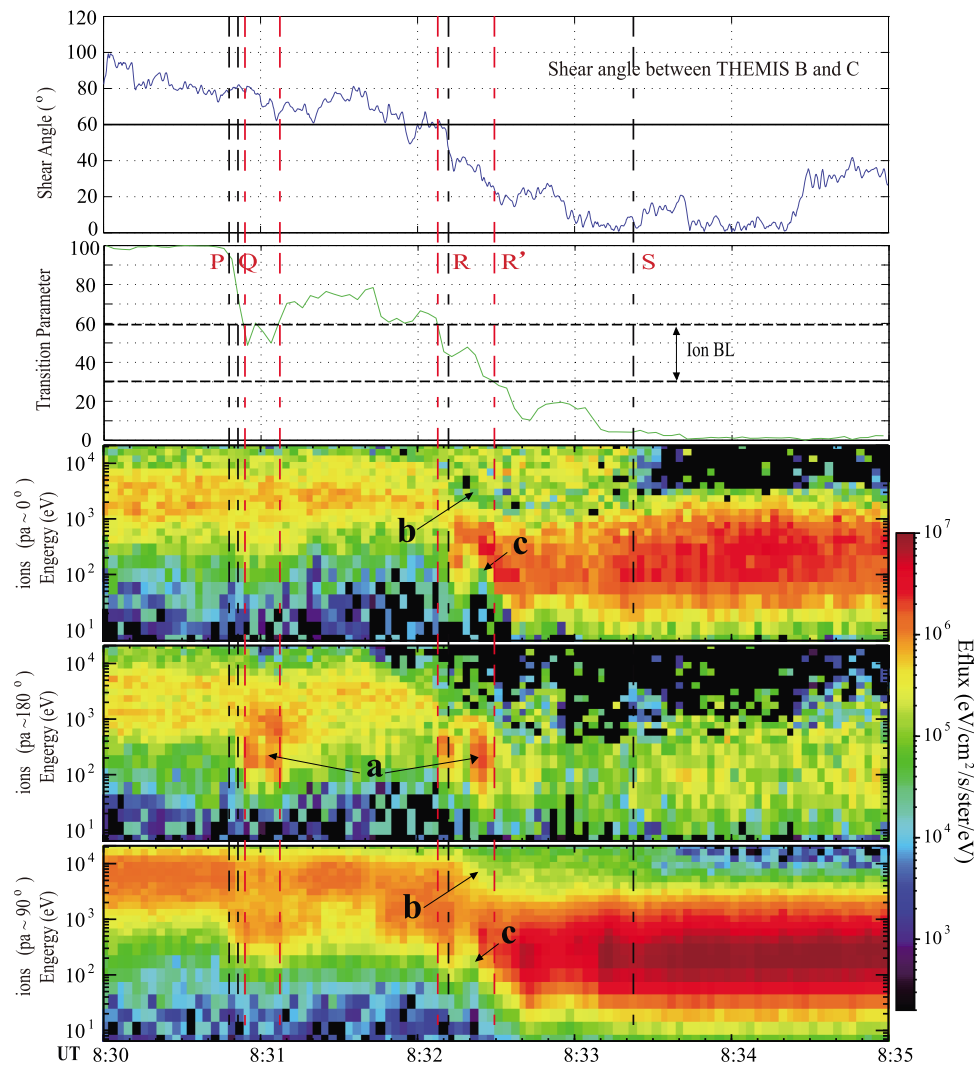 120
100
80
60
40
20
0
Shear Angle (°)
Shear angle between THEMIS B and C
100
80
60
40
20
0
Transition Parameter
P Q R R’ S
Ion BL
10⁴
10³
10²
10¹
ions (pa ~ 0°)
Engergy (eV)
b
c
10⁴
10³
10²
10¹
ions (pa ~180°)
Engergy (eV)
a
10⁴
10³
10²
10¹
ions (pa ~ 90°)
Engergy (eV)
b
c
10⁷
10⁶
10⁵
10⁴
10³
Eflux (eV/cm²/s/ster/eV)
UT 8:30 8:31 8:32 8:33 8:34 8:35